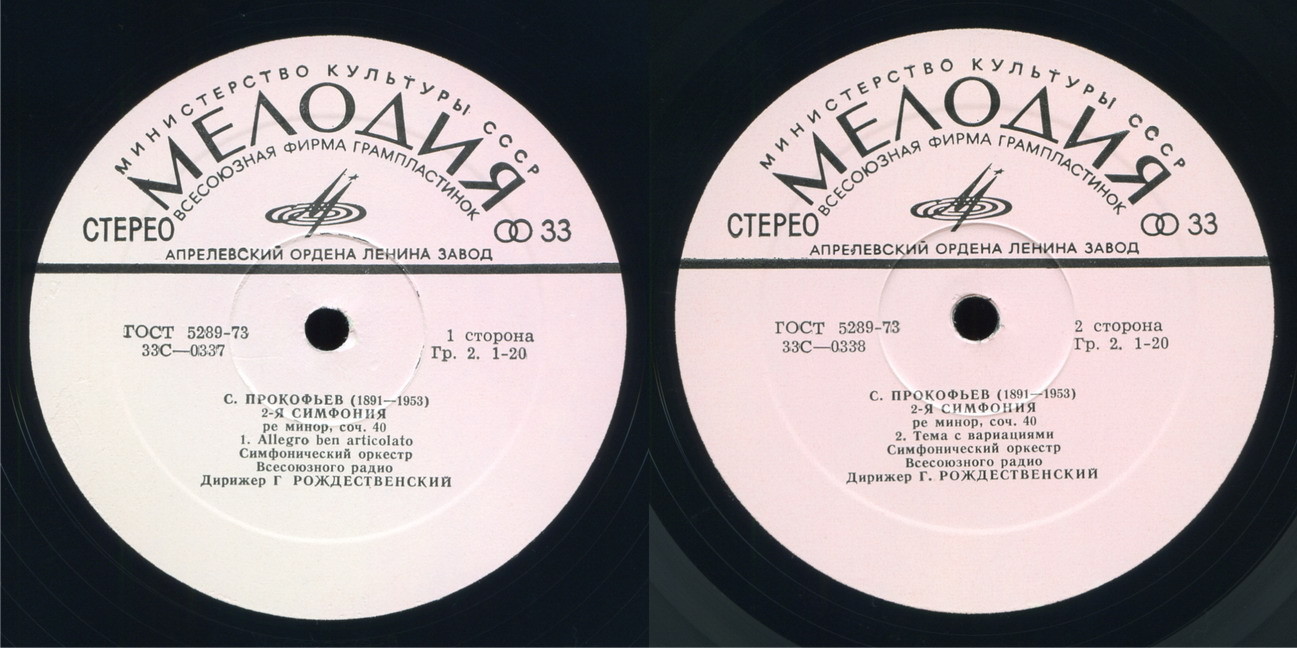 МИНИСТЕРСТВО КУЛЬТУРЫ СССР
МЕЛОДИЯ
ВСЕСОЮЗНАЯ ФИРМА ГРАМПЛАСТИНОК
СТЕРЕО
33
АПРЕЛЕВСКИЙ ОРДЕНА ЛЕНИНА ЗАВОД
ГОСТ 5289-73
33С—0337
1 сторона
Гр. 2. 1-20
С. ПРОКОФЬЕВ (1891—1953)
2-Я СИМФОНИЯ
ре минор, соч. 40
1. Allegro ben articolato
Симфонический оркестр
Всесоюзного радио
Дирижер Г РОЖДЕСТВЕНСКИЙ
МИНИСТЕРСТВО КУЛЬТУРЫ СССР
МЕЛОДИЯ
ВСЕСОЮЗНАЯ ФИРМА ГРАМПЛАСТИНОК
СТЕРЕО
33
АПРЕЛЕВСКИЙ ОРДЕНА ЛЕНИНА ЗАВОД
ГОСТ 5289-73
33С—0338
2 сторона
Гр. 2. 1-20
С. ПРОКОФЬЕВ (1891—1953)
2-Я СИМФОНИЯ
ре минор, соч. 40
2. Тема с вариациями
Симфонический оркестр
Всесоюзного радио
Дирижер Г. РОЖДЕСТВЕНСКИЙ